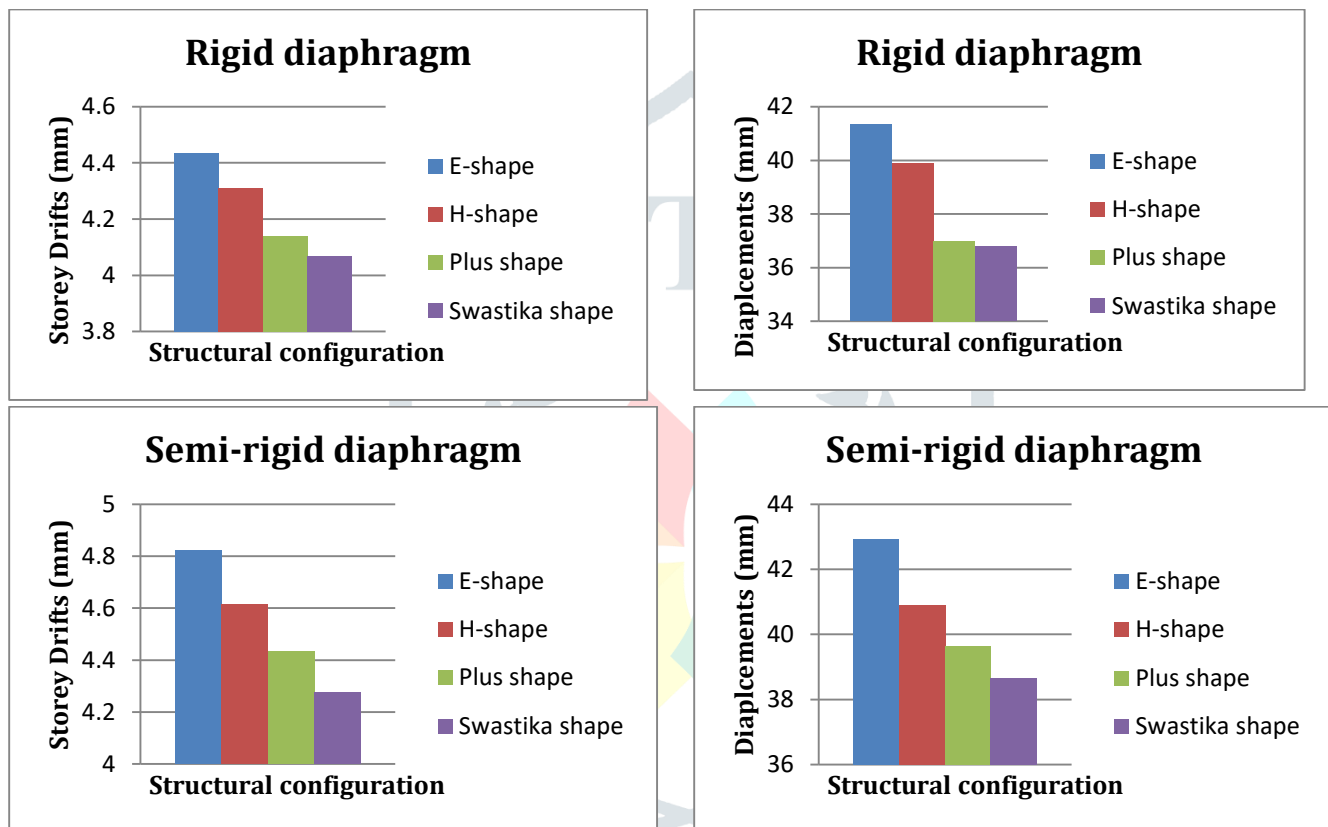 Rigid diaphragm
Storey Drifts (mm)
4.6
4.4
4.2
4
3.8
Structural configuration
E-shape
H-shape
Plus shape
Swastika shape
Rigid diaphragm
Diaplcements (mm)
42
40
38
36
34
Structural configuration
E-shape
H-shape
Plus shape
Swastika shape
Semi-rigid diaphragm
Storey Drifts (mm)
5
4.8
4.6
4.4
4.2
4
Structural configuration
E-shape
H-shape
Plus shape
Swastika shape
Semi-rigid diaphragm
Diaplcements (mm)
44
42
40
38
36
Structural configuration
E-shape
H-shape
Plus shape
Swastika shape